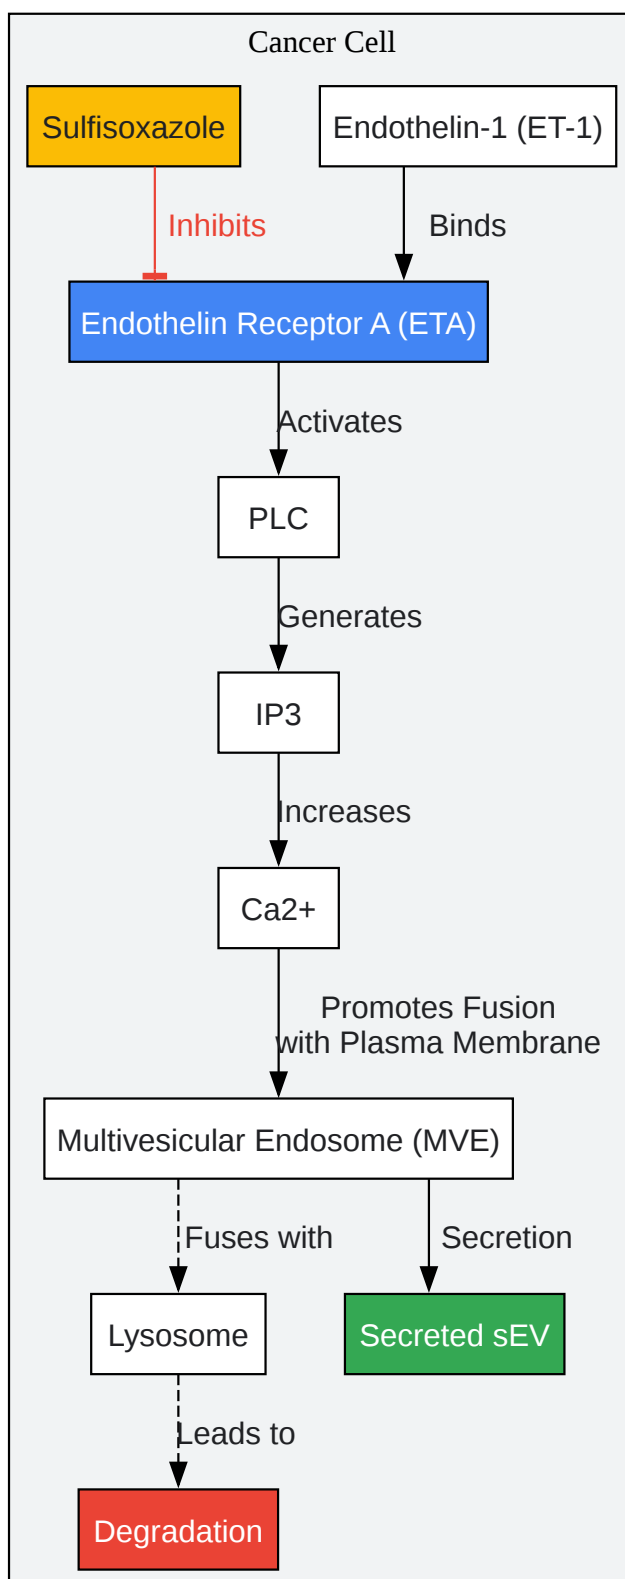 Cancer Cell
Sulfisoxazole
Endothelin-1 (ET-1)
Inhibits
Binds
Endothelin Receptor A (ETA)
Activates
PLC
Generates
IP3
Increases
Ca2+
Promotes Fusion
with Plasma Membrane
Multivesicular Endosome (MVE)
Fuses with
Secretion
Lysosome
Secreted sEV
Leads to
Degradation